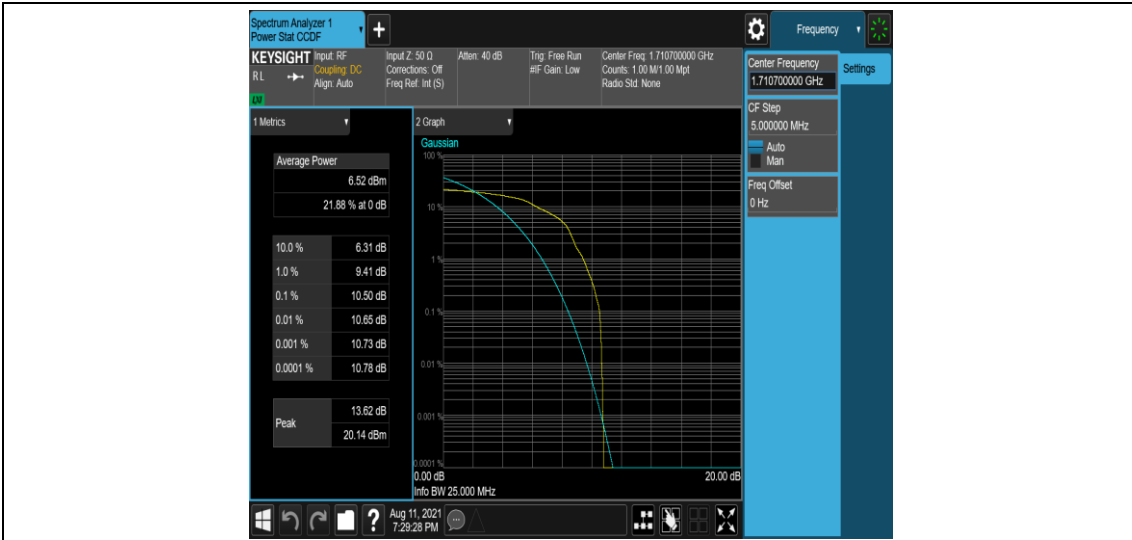 Spectrum Analyzer 1
Power Stat CCDF
+
Frequency
KEYSIGHT
RL
LXI
Input: RF
Coupling: DC
Align: Auto
Input Z: 50 Ω
Corrections: Off
Freq Ref: Int (S)
Atten: 40 dB
Trig: Free Run
#IF Gain: Low
Center Freq: 1.710700000 GHz
Counts: 1.00 M/1.00 Mpt
Radio Std: None
Center Frequency
1.710700000 GHz
Settings
CF Step
5.000000 MHz
Auto
Man
Freq Offset
0 Hz
1 Metrics
Average Power
6.52 dBm
21.88 % at 0 dB
10.0 % 6.31 dB
1.0 % 9.41 dB
0.1 % 10.50 dB
0.01 % 10.65 dB
0.001 % 10.73 dB
0.0001 % 10.78 dB
Peak
13.62 dB
20.14 dBm
2 Graph
Gaussian
100 %
10 %
1 %
0.1 %
0.01 %
0.001 %
0.0001 %
0.00 dB 20.00 dB
Info BW 25.000 MHz
?
Aug 11, 2021
7:29:28 PM